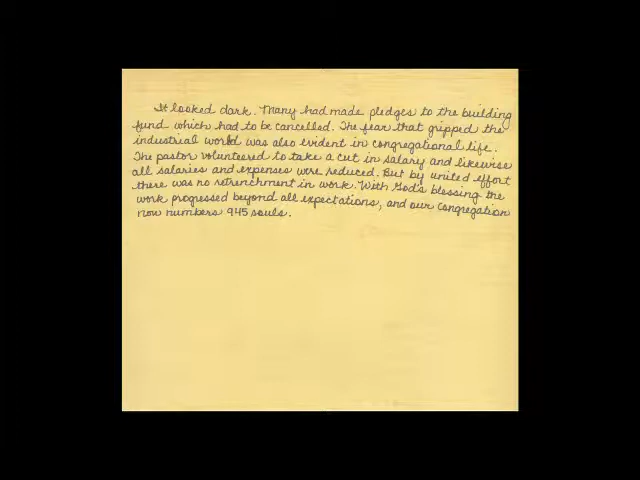 It looked dark. Many had made pledges to the building
fund which had to be cancelled. The fear that gripped the
industrial world was also evident in congregational life.
The pastor volunteered to take a cut in salary and likewise
all salaries and expenses were reduced. But by united effort
there was no retrenchment in work. With God's blessing the
work progressed beyond all expectations, and our congregation
now numbers 945 souls.